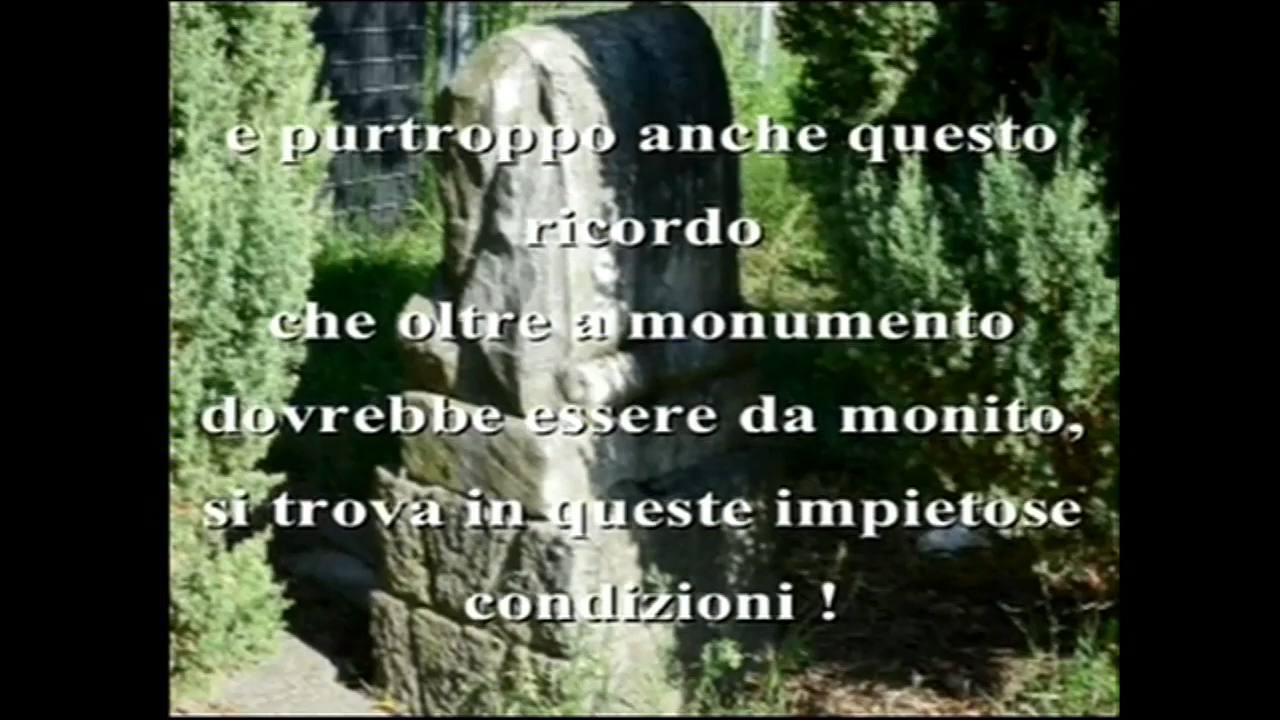 e purtroppo anche questo
ricordo
che oltre a monumento
dovrebbe essere da monito,
si trova in queste impietose
condizioni !